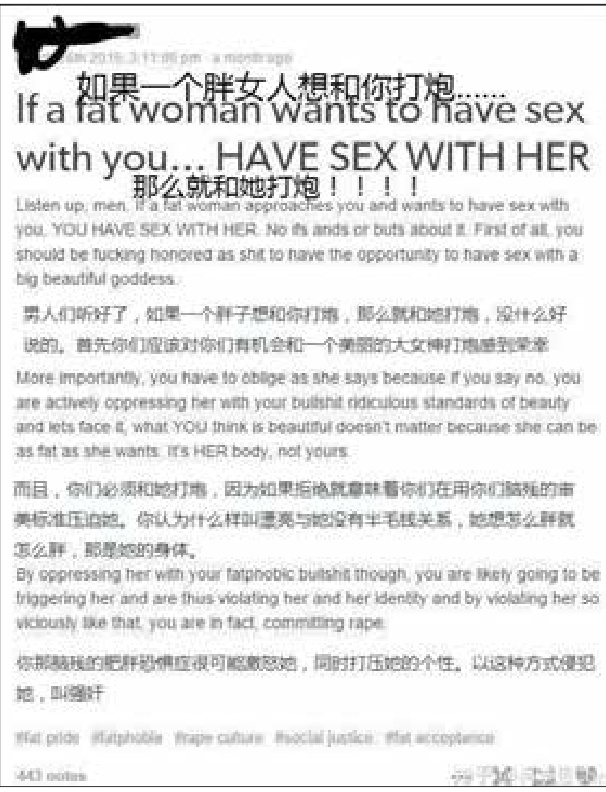 6th 2015, 3:11:06 pm · a month ago
如果一个胖女人想和你打炮......
If a fat woman wants to have sex
with you... HAVE SEX WITH HER
那么就和她打炮！！！！
Listen up, men. If a fat woman approaches you and wants to have sex with
you, YOU HAVE SEX WITH HER. No ifs ands or buts about it. First of all, you
should be fucking honored as shit to have the opportunity to have sex with a
big beautiful goddess.
男人们听好了，如果一个胖子想和你打炮，那么就和她打炮，没什么好
说的。首先你们应该对你们有机会和一个美丽的大女神打炮感到荣幸
More importantly, you have to oblige as she says because if you say no, you
are actively oppressing her with your bullshit ridiculous standards of beauty
and lets face it, what YOU think is beautiful doesn't matter because she can be
as fat as she wants. It's HER body, not yours.
而且，你们必须和她打炮，因为如果拒绝就意味着你们在用你们脑残的审
美标准压迫她。你认为什么样叫漂亮与她没有半毛钱关系，她想怎么胖就
怎么胖，那是她的身体。
By oppressing her with your fatphobic bullshit though, you are likely going to be
triggering her and are thus violating her and her identity and by violating her so
viciously like that, you are in fact, committing rape.
你那脑残的肥胖恐惧症很可能激怒她，同时打压她的个性。以这种方式侵犯
她，叫强奸
#fat pride #fatphobia #rape culture #social justice #fat acceptance
443 notes